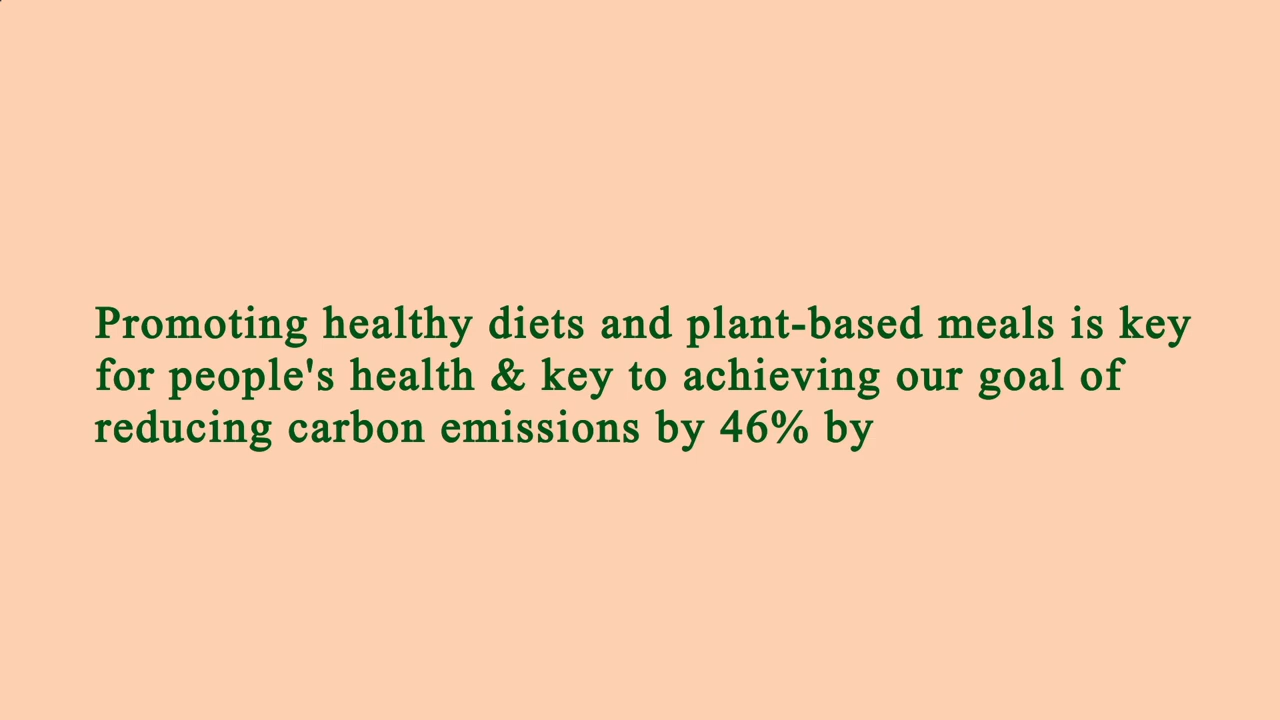 Promoting healthy diets and plant-based meals is key
for people's health & key to achieving our goal of
reducing carbon emissions by 46% by